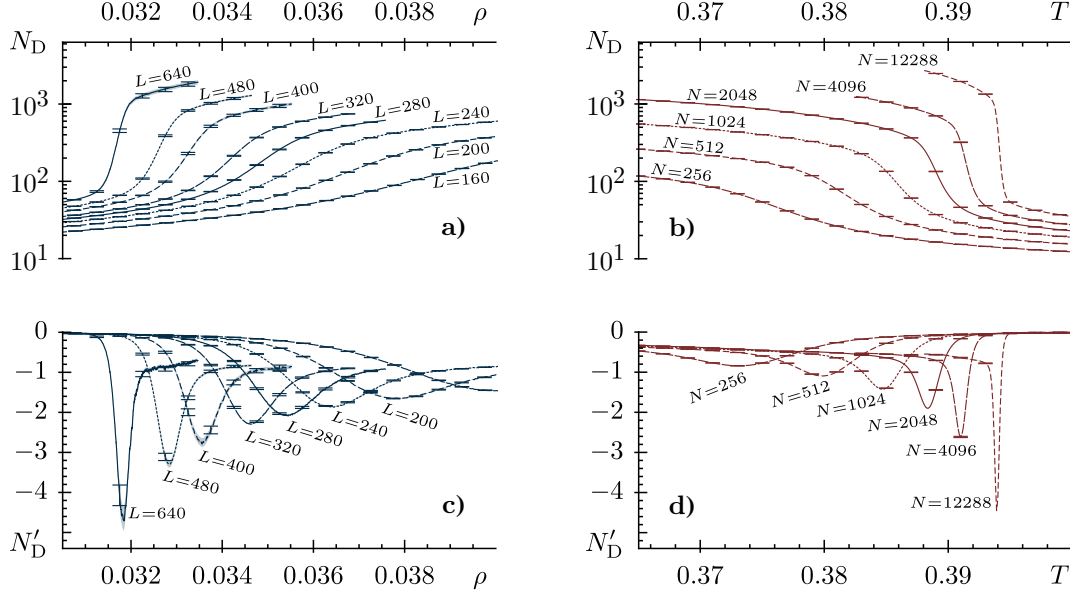 0.032 0.034 0.036 0.038 ρ
0.37 0.38 0.39 T
N_D
10^3
10^2
10^1
L=640
L=480
L=400
L=320
L=280
L=240
L=200
L=160
a)
N_D
10^3
10^2
10^1
N=12288
N=4096
N=2048
N=1024
N=512
N=256
b)
0
−1
−2
−3
−4
N′_D
L=200
L=240
L=280
L=320
L=400
L=480
L=640
c)
0
−1
−2
−3
−4
N′_D
N=256
N=512
N=1024
N=2048
N=4096
N=12288
d)
0.032 0.034 0.036 0.038 ρ
0.37 0.38 0.39 T